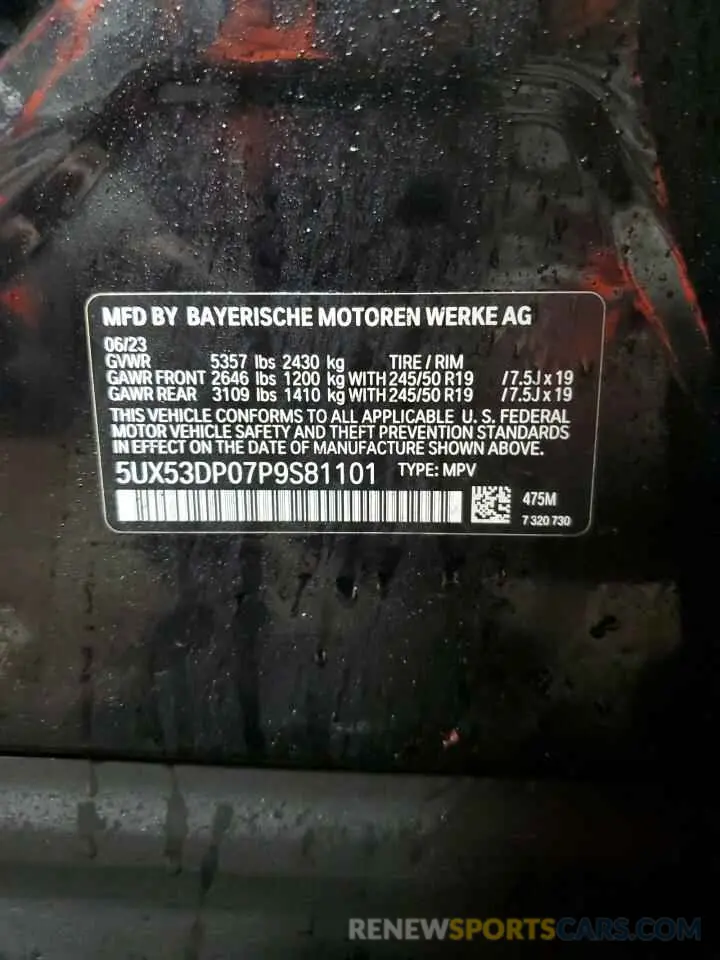 MFD BY BAYERISCHE MOTOREN WERKE AG
06/23
GVWR 5357 lbs 2430 kg TIRE / RIM
GAWR FRONT 2646 lbs 1200 kg WITH 245/50 R19 / 7.5J x 19
GAWR REAR 3109 lbs 1410 kg WITH 245/50 R19 / 7.5J x 19
THIS VEHICLE CONFORMS TO ALL APPLICABLE U. S. FEDERAL
MOTOR VEHICLE SAFETY AND THEFT PREVENTION STANDARDS
IN EFFECT ON THE DATE OF MANUFACTURE SHOWN ABOVE.
5UX53DP07P9S81101 TYPE: MPV
475M
7 320 730
RENEWSPORTSCARS.COM